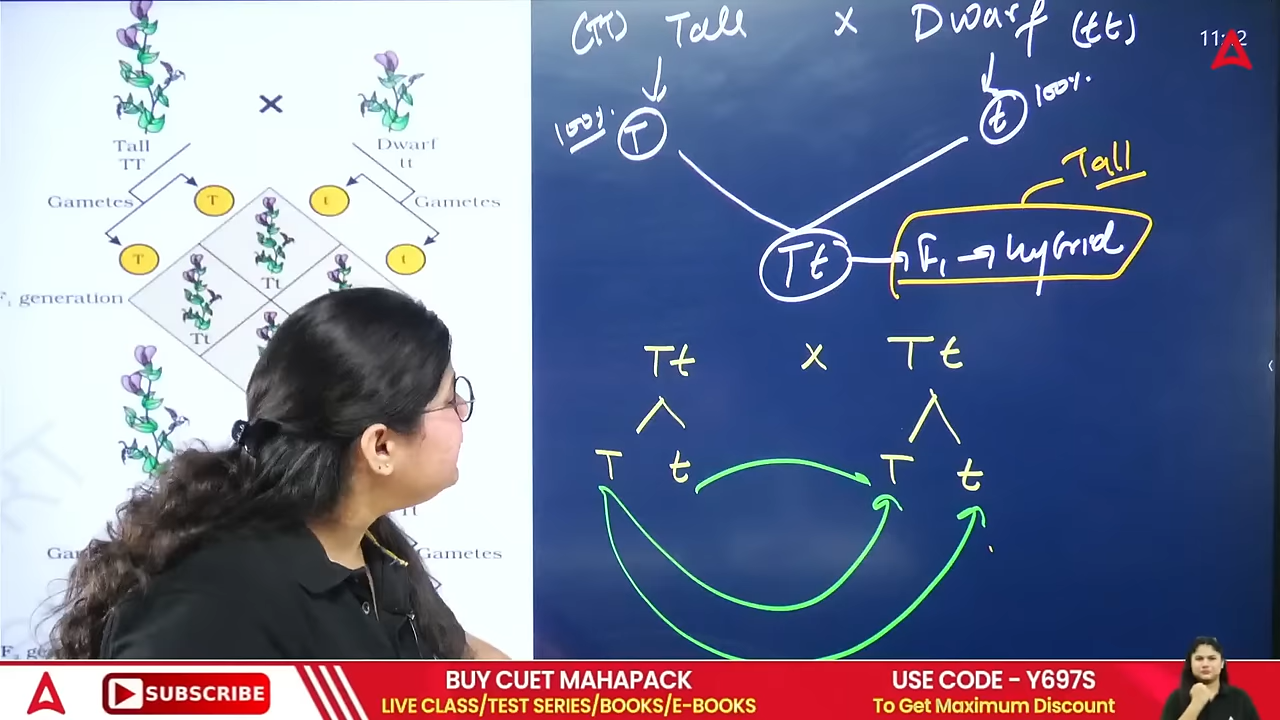 (TT) Tall x Dwarf (tt)
11:
100%
T
t
100%
Tall
Tt
F₁ → hybrid
Tt x Tt
T t T t
×
Tall
TT
Dwarf
tt
Gametes
T
t
Gametes
T
t
Tt
F₁ generation
Tt
Gametes
BUY CUET MAHAPACK
USE CODE - Y697S
SUBSCRIBE
LIVE CLASS/TEST SERIES/BOOKS/E-BOOKS
To Get Maximum Discount